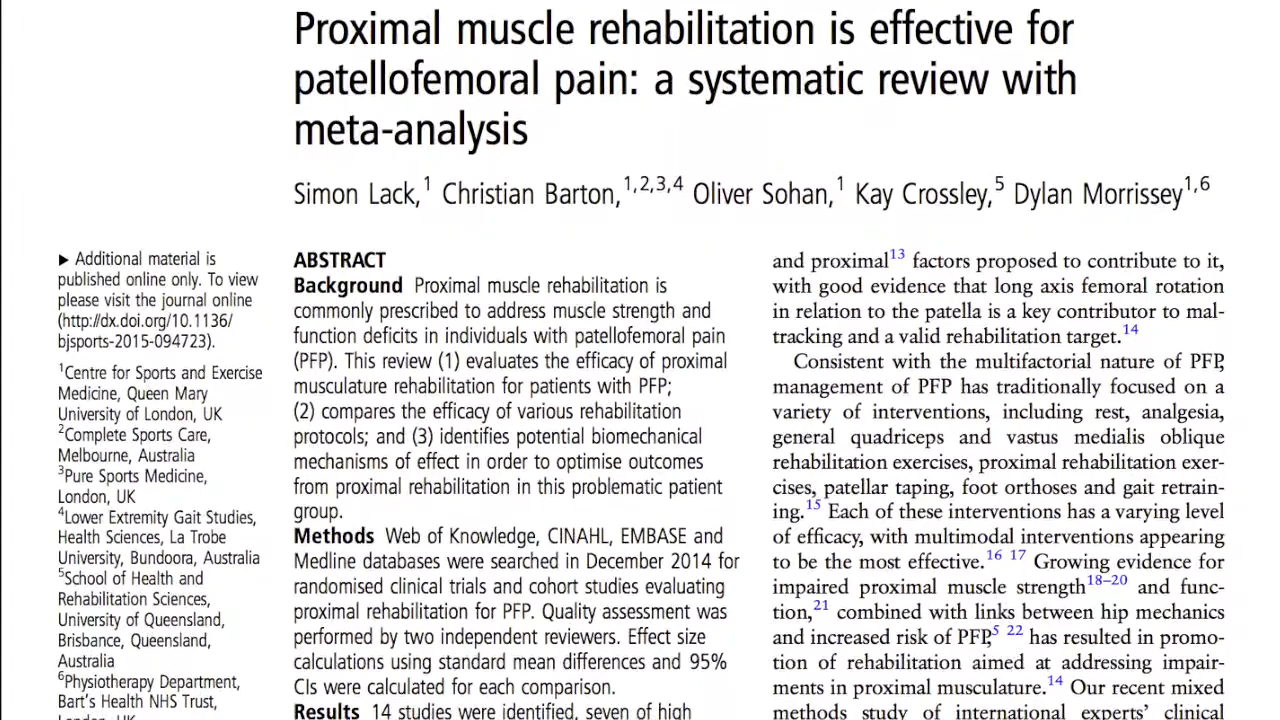 Proximal muscle rehabilitation is effective for
patellofemoral pain: a systematic review with
meta-analysis
Simon Lack,1 Christian Barton,1,2,3,4 Oliver Sohan,1 Kay Crossley,5 Dylan Morrissey1,6
▶ Additional material is
published online only. To view
please visit the journal online
(http://dx.doi.org/10.1136/
bjsports-2015-094723).
1Centre for Sports and Exercise
Medicine, Queen Mary
University of London, UK
2Complete Sports Care,
Melbourne, Australia
3Pure Sports Medicine,
London, UK
4Lower Extremity Gait Studies,
Health Sciences, La Trobe
University, Bundoora, Australia
5School of Health and
Rehabilitation Sciences,
University of Queensland,
Brisbane, Queensland,
Australia
6Physiotherapy Department,
Bart's Health NHS Trust,
London, UK
ABSTRACT
Background Proximal muscle rehabilitation is
commonly prescribed to address muscle strength and
function deficits in individuals with patellofemoral pain
(PFP). This review (1) evaluates the efficacy of proximal
musculature rehabilitation for patients with PFP;
(2) compares the efficacy of various rehabilitation
protocols; and (3) identifies potential biomechanical
mechanisms of effect in order to optimise outcomes
from proximal rehabilitation in this problematic patient
group.
Methods Web of Knowledge, CINAHL, EMBASE and
Medline databases were searched in December 2014 for
randomised clinical trials and cohort studies evaluating
proximal rehabilitation for PFP. Quality assessment was
performed by two independent reviewers. Effect size
calculations using standard mean differences and 95%
CIs were calculated for each comparison.
Results 14 studies were identified, seven of high
and proximal13 factors proposed to contribute to it,
with good evidence that long axis femoral rotation
in relation to the patella is a key contributor to mal-
tracking and a valid rehabilitation target.14
Consistent with the multifactorial nature of PFP,
management of PFP has traditionally focused on a
variety of interventions, including rest, analgesia,
general quadriceps and vastus medialis oblique
rehabilitation exercises, proximal rehabilitation exer-
cises, patellar taping, foot orthoses and gait retrain-
ing.15 Each of these interventions has a varying level
of efficacy, with multimodal interventions appearing
to be the most effective.16 17 Growing evidence for
impaired proximal muscle strength18–20 and func-
tion,21 combined with links between hip mechanics
and increased risk of PFP,5 22 has resulted in promo-
tion of rehabilitation aimed at addressing impair-
ments in proximal musculature.14 Our recent mixed
methods study of international experts' clinical